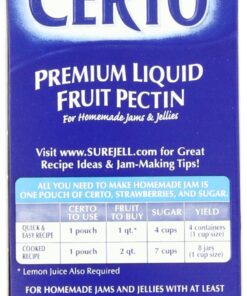 CERTO
PREMIUM LIQUID
FRUIT PECTIN
For Homemade Jams & Jellies
Visit www.SUREJELL.com for Great
Recipe Ideas & Jam-Making Tips!
ALL YOU NEED TO MAKE HOMEMADE JAM IS
ONE POUCH OF CERTO, STRAWBERRIES, AND SUGAR.
CERTO TO USE FRUIT TO BUY SUGAR YIELD
QUICK & EASY RECIPE 1 pouch 1 qt.* 4 cups 4 containers (1 cup size)
COOKED RECIPE 1 pouch 2 qt. 7 cups 8 jars (1 cup size)
* Lemon Juice Also Required
FOR HOMEMADE JAMS AND JELLIES WITH AT LEAST